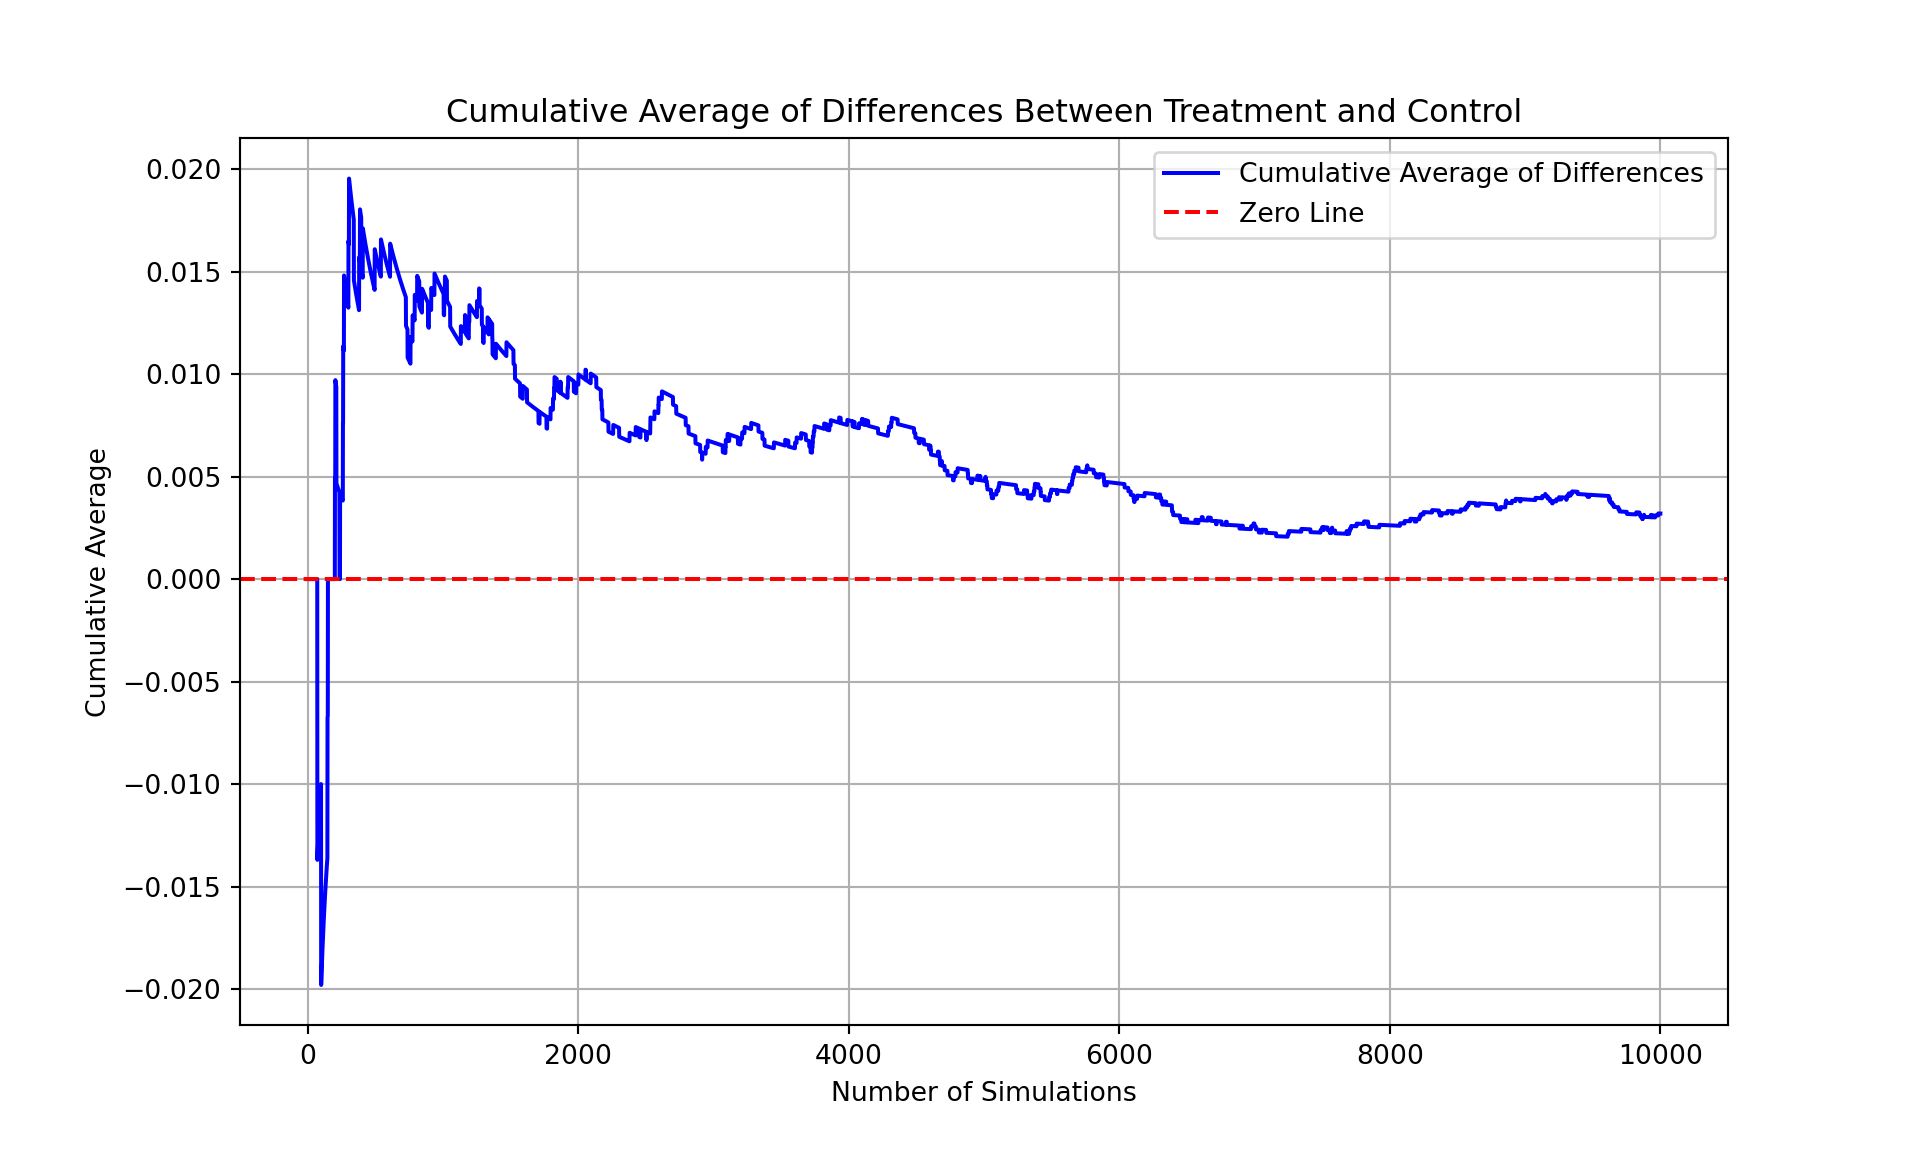 Cumulative Average of Differences Between Treatment and Control
Cumulative Average of Differences
Zero Line
0.020
0.015
0.010
0.005
0.000
−0.005
−0.010
−0.015
−0.020
Cumulative Average
0 2000 4000 6000 8000 10000
Number of Simulations